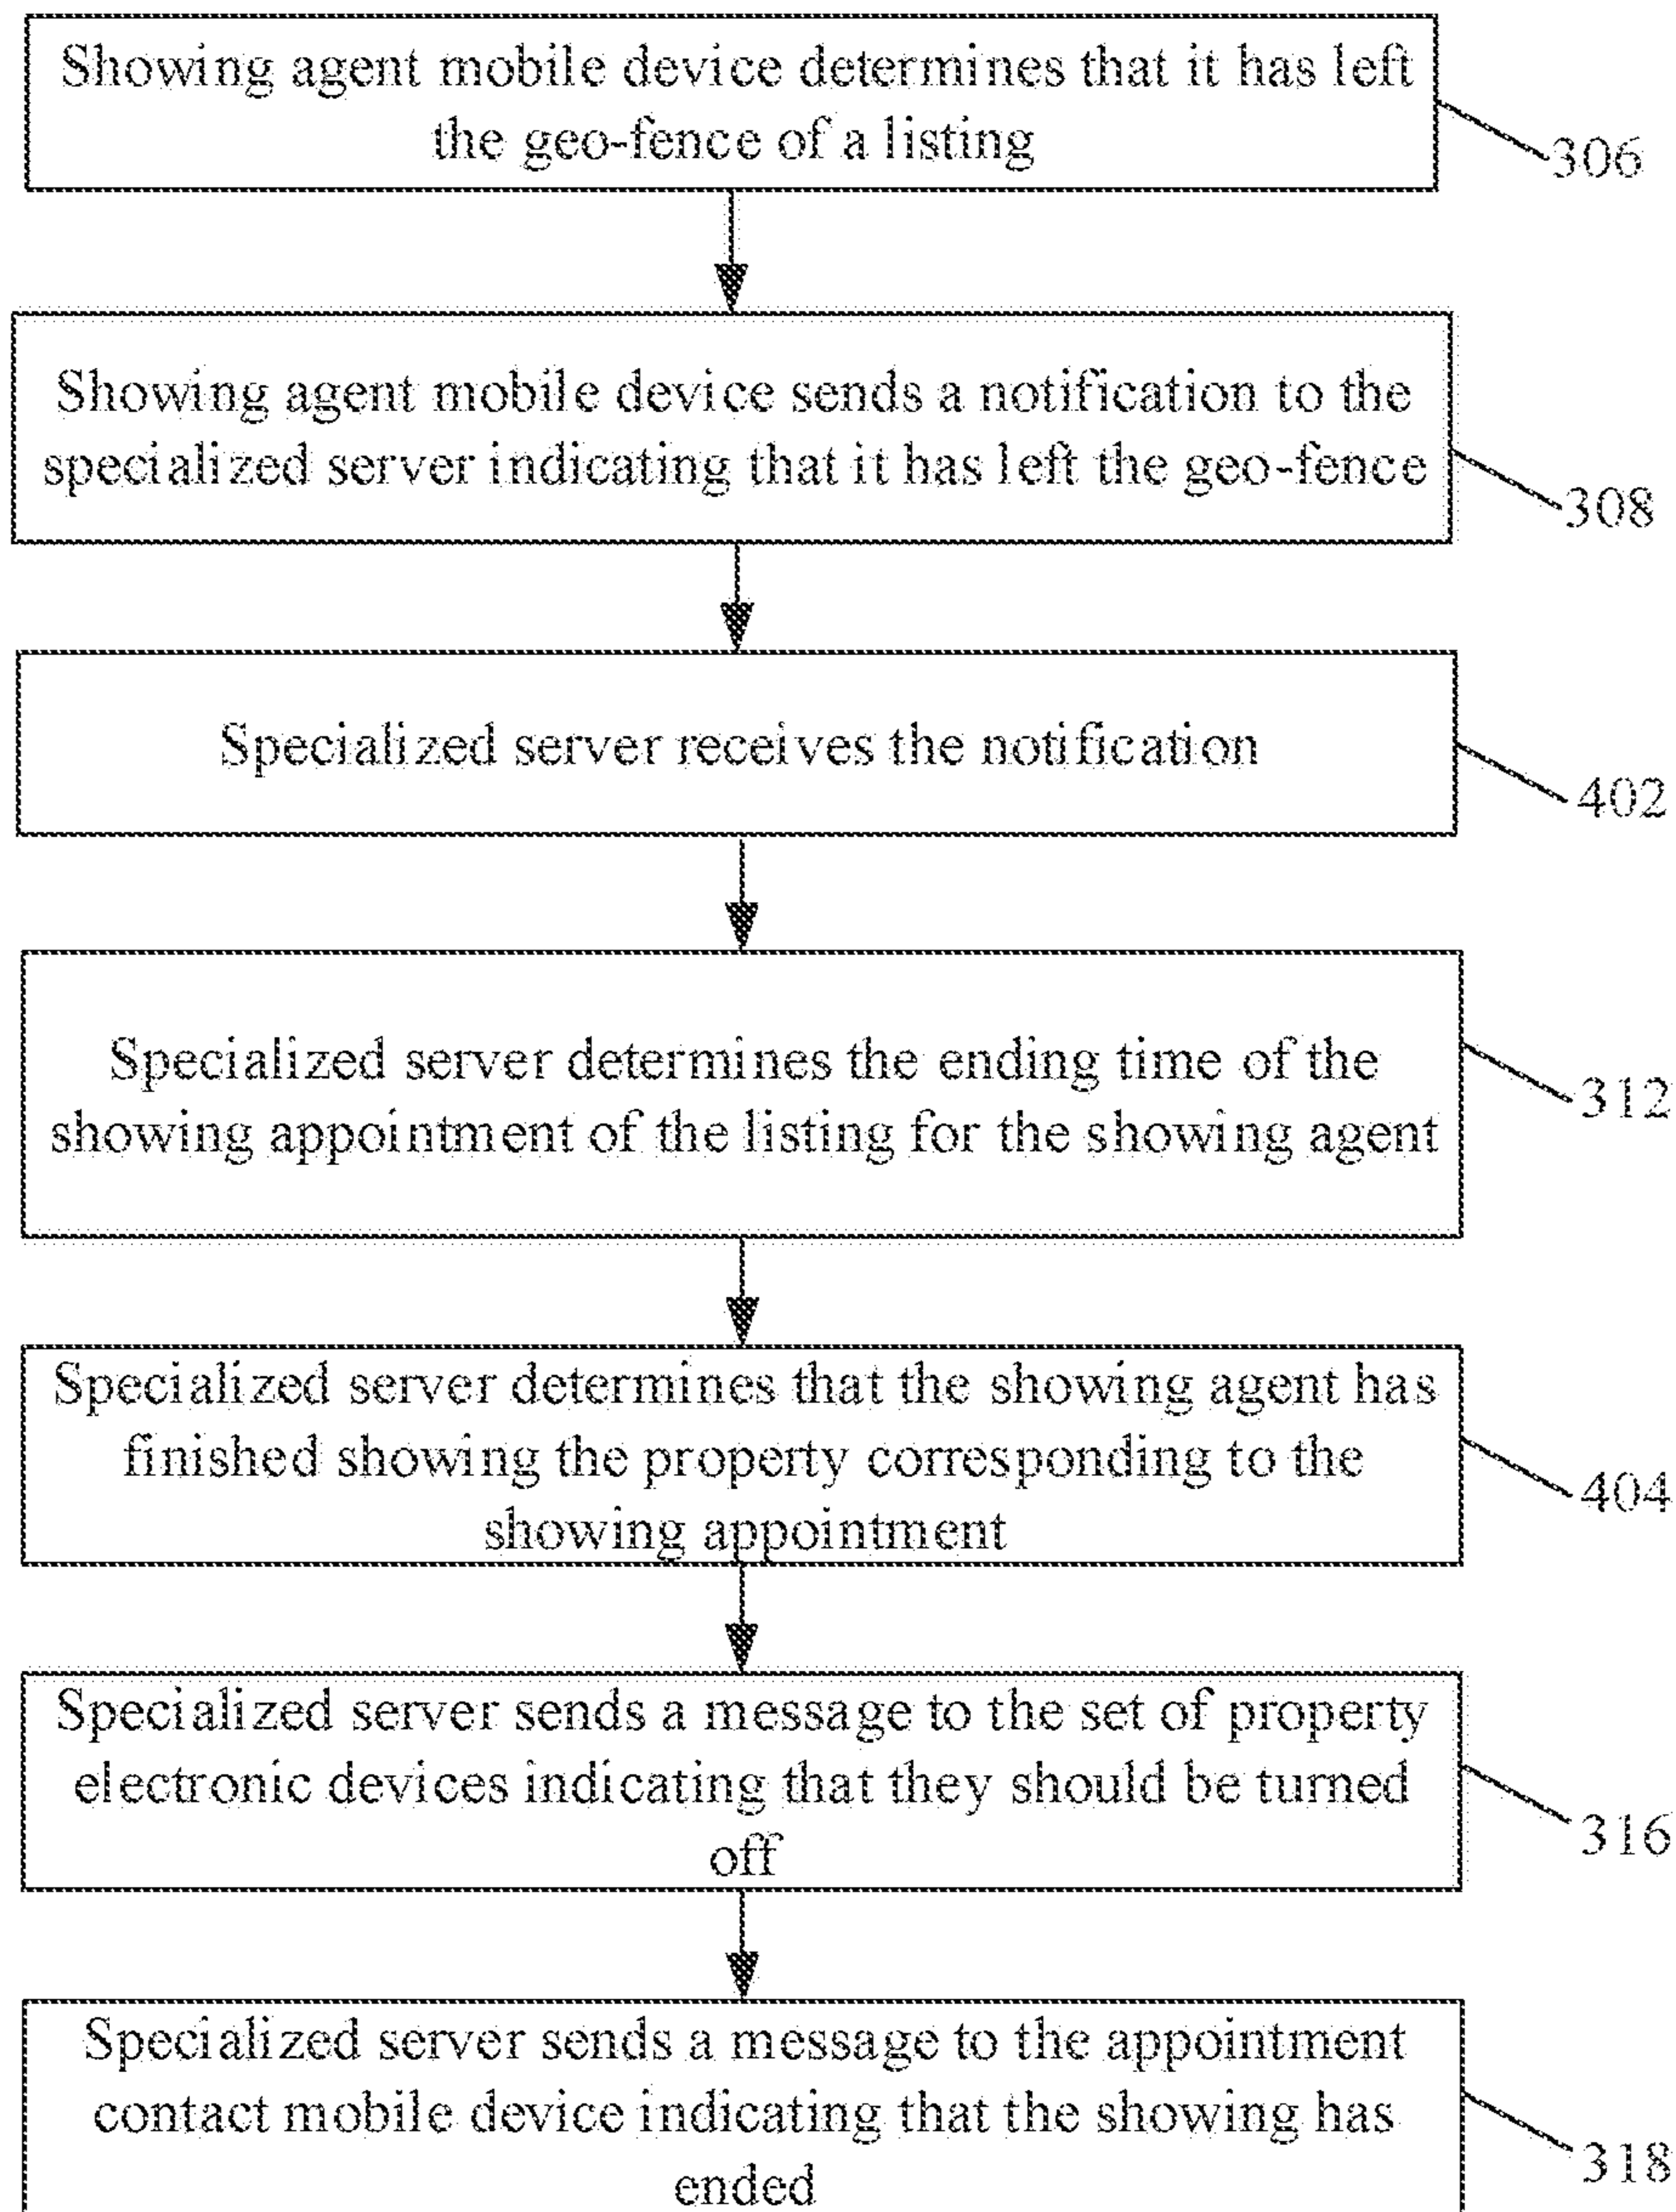 Showing agent mobile device determines that it has left
the geo-fence of a listing
306
Showing agent mobile device sends a notification to the
specialized server indicating that it has left the geo-fence
308
Specialized server receives the notification
402
Specialized server determines the ending time of the
showing appointment of the listing for the showing agent
312
Specialized server determines that the showing agent has
finished showing the property corresponding to the
showing appointment
404
Specialized server sends a message to the set of property
electronic devices indicating that they should be turned
off
316
Specialized server sends a message to the appointment
contact mobile device indicating that the showing has
ended
318